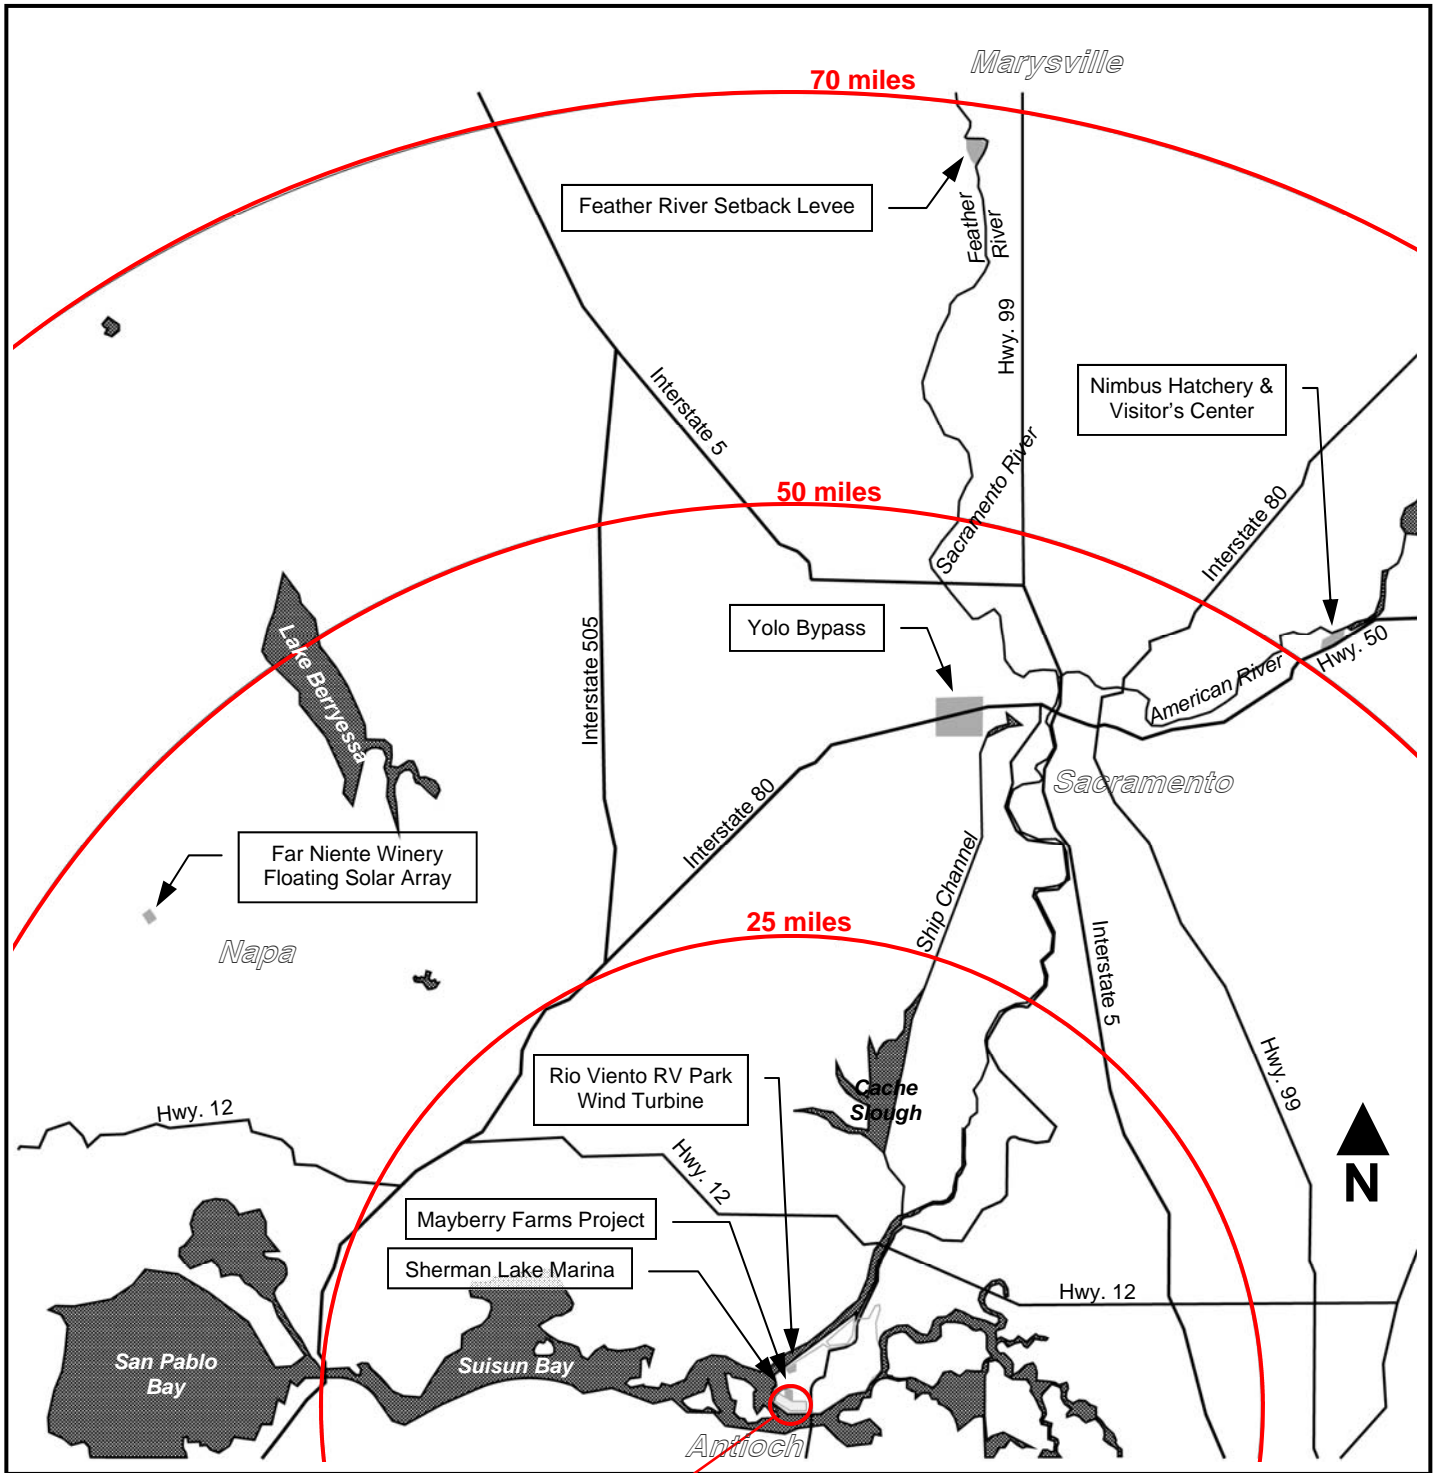 Marysville
70 miles
Feather River Setback Levee
Feather
River
Hwy. 99
Nimbus Hatchery &
Visitor's Center
Interstate 5
Sacramento River
50 miles
Interstate 80
Yolo Bypass
Lake Berryessa
Interstate 505
American River
Hwy. 50
Sacramento
Interstate 80
Far Niente Winery
Floating Solar Array
Ship Channel
25 miles
Napa
Interstate 5
Rio Viento RV Park
Wind Turbine
Cache
Slough
Hwy. 99
Hwy. 12
Hwy. 12
N
Mayberry Farms Project
Sherman Lake Marina
Hwy. 12
San Pablo
Bay
Suisun Bay
Antioch